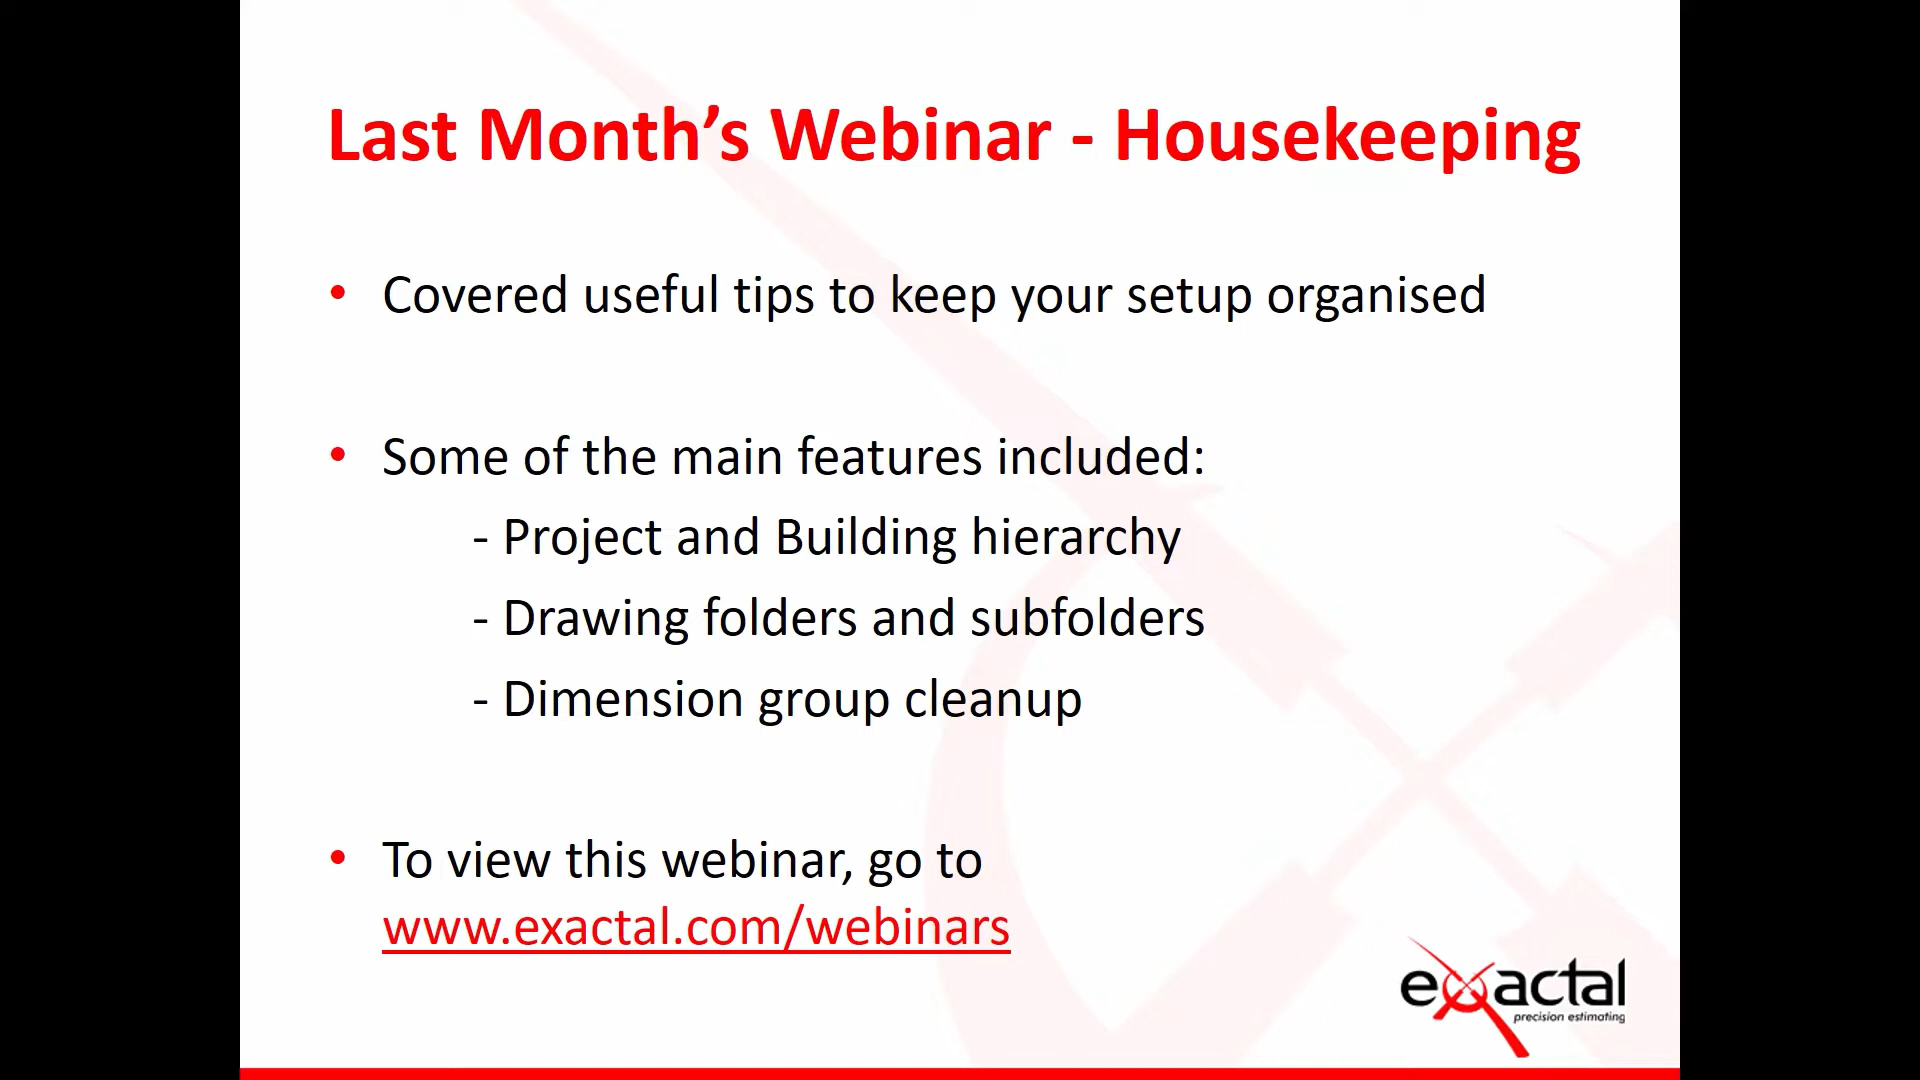 Last Month’s Webinar - Housekeeping
• Covered useful tips to keep your setup organised
• Some of the main features included:
- Project and Building hierarchy
- Drawing folders and subfolders
- Dimension group cleanup
• To view this webinar, go to
www.exactal.com/webinars
exactal
precision estimating